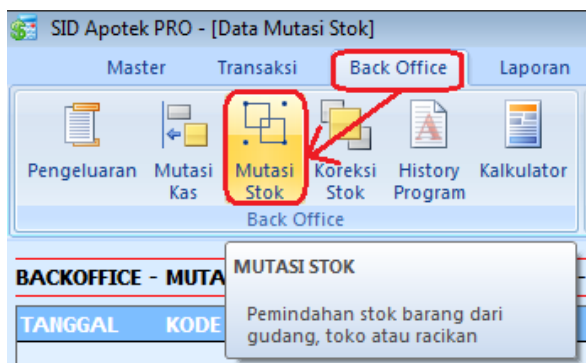 SID Apotek PRO - [Data Mutasi Stok]
Master Transaksi Back Office Laporan
Pengeluaran Mutasi Kas Mutasi Stok Koreksi Stok History Program Kalkulator
Back Office
BACKOFFICE - MUTA
MUTASI STOK
TANGGAL KODE
Pemindahan stok barang dari
gudang, toko atau racikan